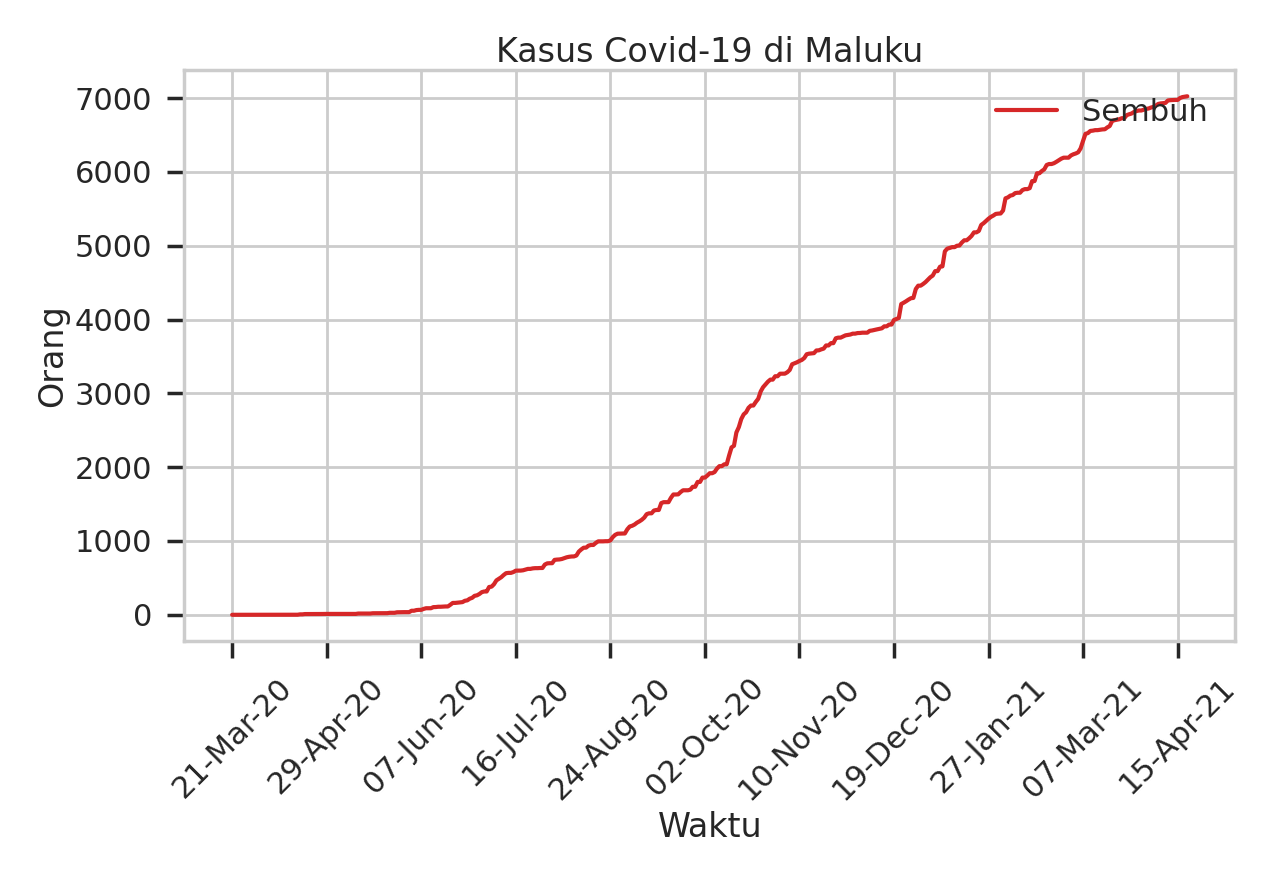 Kasus Covid-19 di Maluku
7000
6000
5000
4000
3000
2000
1000
0
Orang
Sembuh
21-Mar-20
29-Apr-20
07-Jun-20
16-Jul-20
24-Aug-20
02-Oct-20
10-Nov-20
19-Dec-20
27-Jan-21
07-Mar-21
15-Apr-21
Waktu